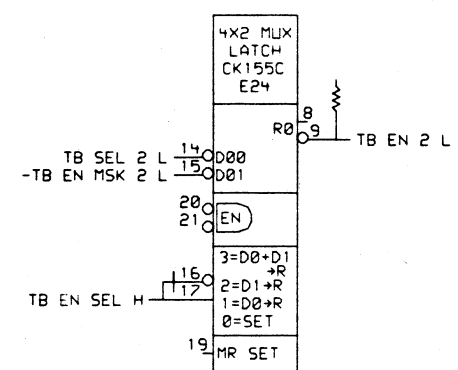 4X2 MUX
LATCH
CK155C
E24
8
R0 9 TB EN 2 L
TB SEL 2 L 14 D00
-TB EN MSK 2 L 15 D01
20
21 EN
3=D0+D1
→R
16 2=D1→R
TB EN SEL H 17 1=D0→R
0=SET
19 MR SET